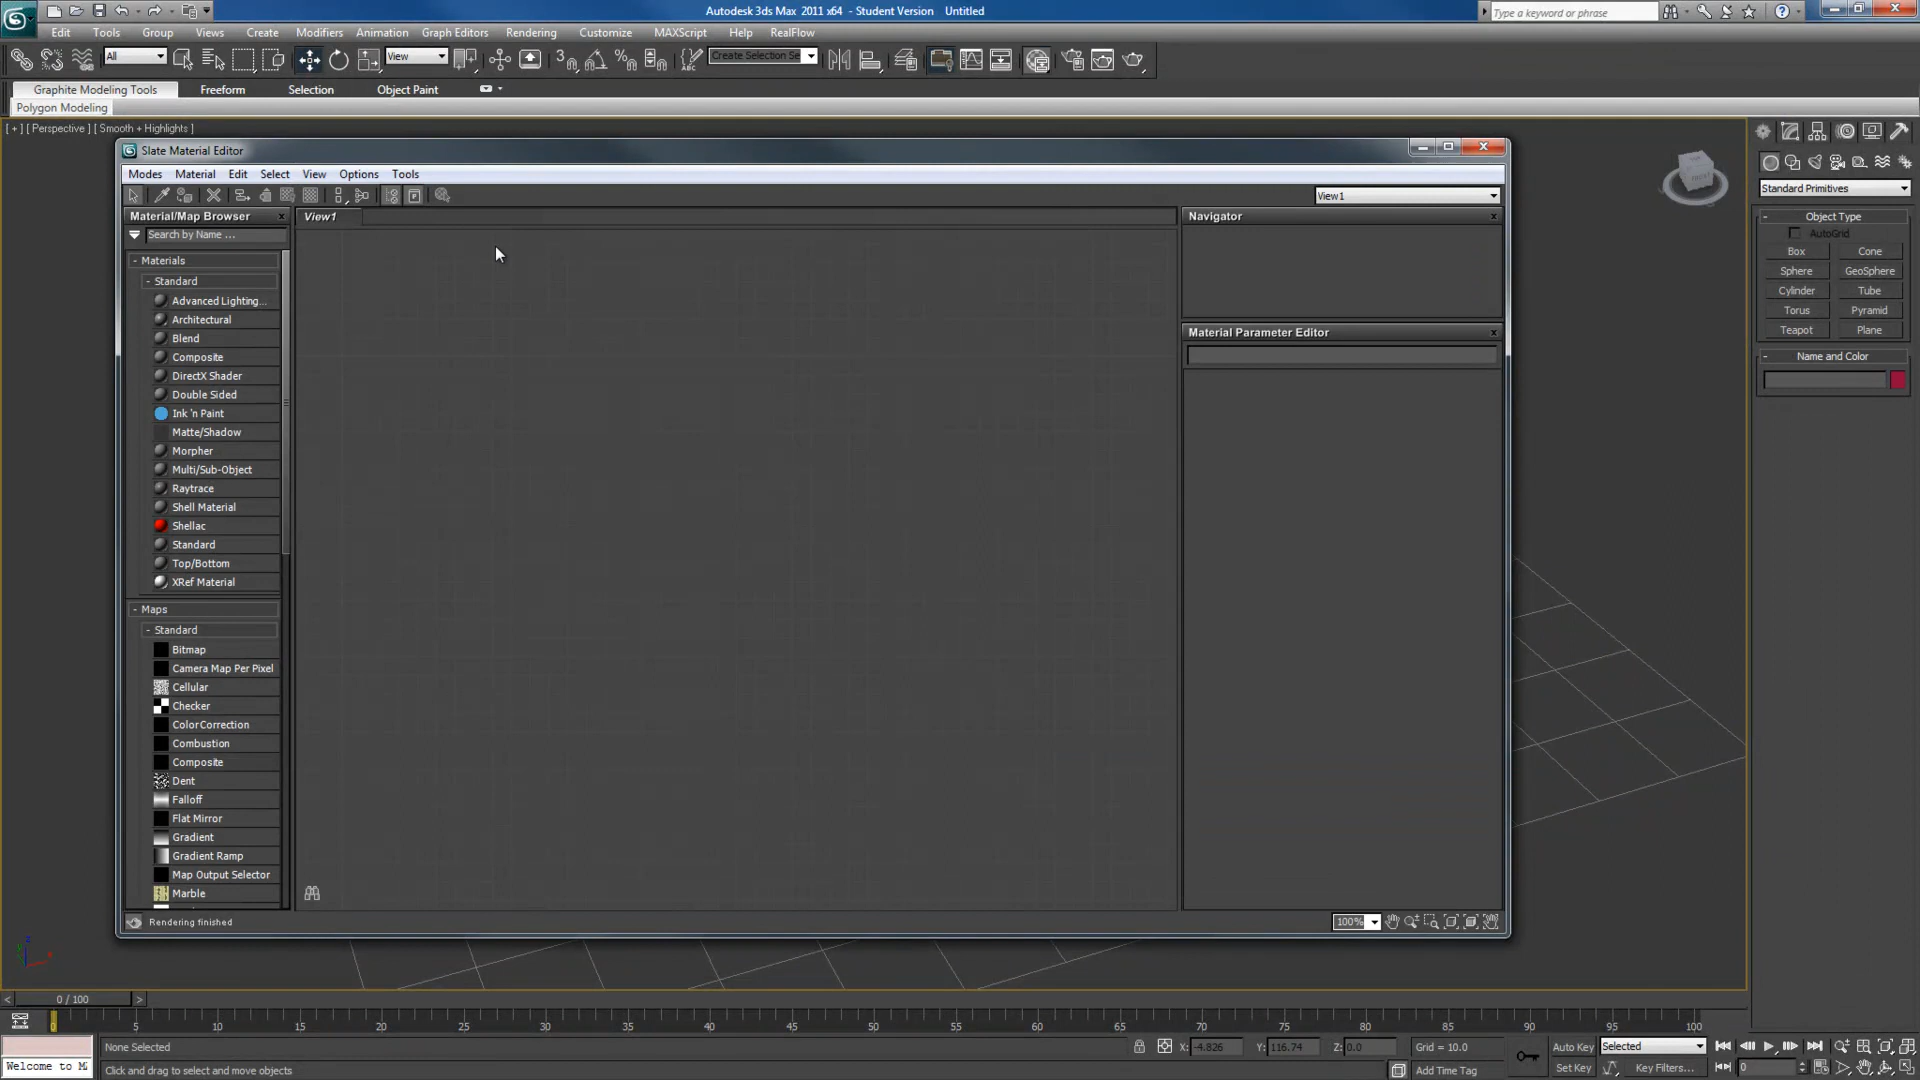 Autodesk 3ds Max 2011 x64 - Student Version Untitled
Type a keyword or phrase
Edit Tools Group Views Create Modifiers Animation Graph Editors Rendering Customize MAXScript Help RealFlow
All View Create Selection Se
Graphite Modeling Tools Freeform Selection Object Paint
Polygon Modeling
[ + ] [ Perspective ] [ Smooth + Highlights ]
Slate Material Editor
Modes Material Edit Select View Options Tools
View1
Material/Map Browser
Search by Name ...
View1
Navigator
Material Parameter Editor
- Materials
- Standard
Advanced Lighting...
Architectural
Blend
Composite
DirectX Shader
Double Sided
Ink 'n Paint
Matte/Shadow
Morpher
Multi/Sub-Object
Raytrace
Shell Material
Shellac
Standard
Top/Bottom
XRef Material
- Maps
- Standard
Bitmap
Camera Map Per Pixel
Cellular
Checker
Color Correction
Combustion
Composite
Dent
Falloff
Flat Mirror
Gradient
Gradient Ramp
Map Output Selector
Marble
Rendering finished
100%
Standard Primitives
- Object Type
AutoGrid
Box Cone
Sphere GeoSphere
Cylinder Tube
Torus Pyramid
Teapot Plane
- Name and Color
< 0 / 100 >
0 5 10 15 20 25 30 35 40 45 50 55 60 65 70 75 80 85 90 95 100
None Selected X: -4.826 Y: 116.74 Z: 0.0 Grid = 10.0 Auto Key Selected
Welcome to M Click and drag to select and move objects Add Time Tag Set Key Key Filters... 0